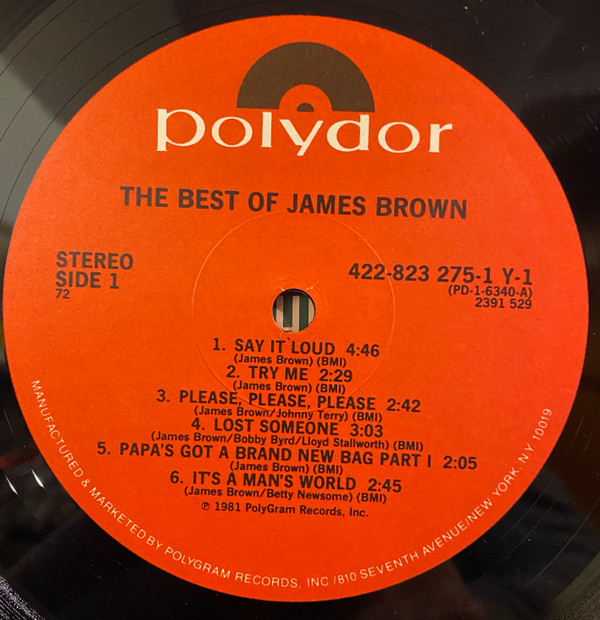 polydor
THE BEST OF JAMES BROWN
STEREO
SIDE 1
72
422-823 275-1 Y-1
(PD-1-6340-A)
2391 529
1. SAY IT LOUD 4:46
(James Brown) (BMI)
2. TRY ME 2:29
(James Brown) (BMI)
3. PLEASE, PLEASE, PLEASE 2:42
(James Brown/Johnny Terry) (BMI)
4. LOST SOMEONE 3:03
(James Brown/Bobby Byrd/Lloyd Stallworth) (BMI)
5. PAPA'S GOT A BRAND NEW BAG PART I 2:05
(James Brown) (BMI)
6. IT'S A MAN'S WORLD 2:45
(James Brown/Betty Newsome) (BMI)
℗ 1981 PolyGram Records, Inc.
MANUFACTURED & MARKETED BY POLYGRAM RECORDS, INC /810 SEVENTH AVENUE/NEW YORK, N.Y. 10019